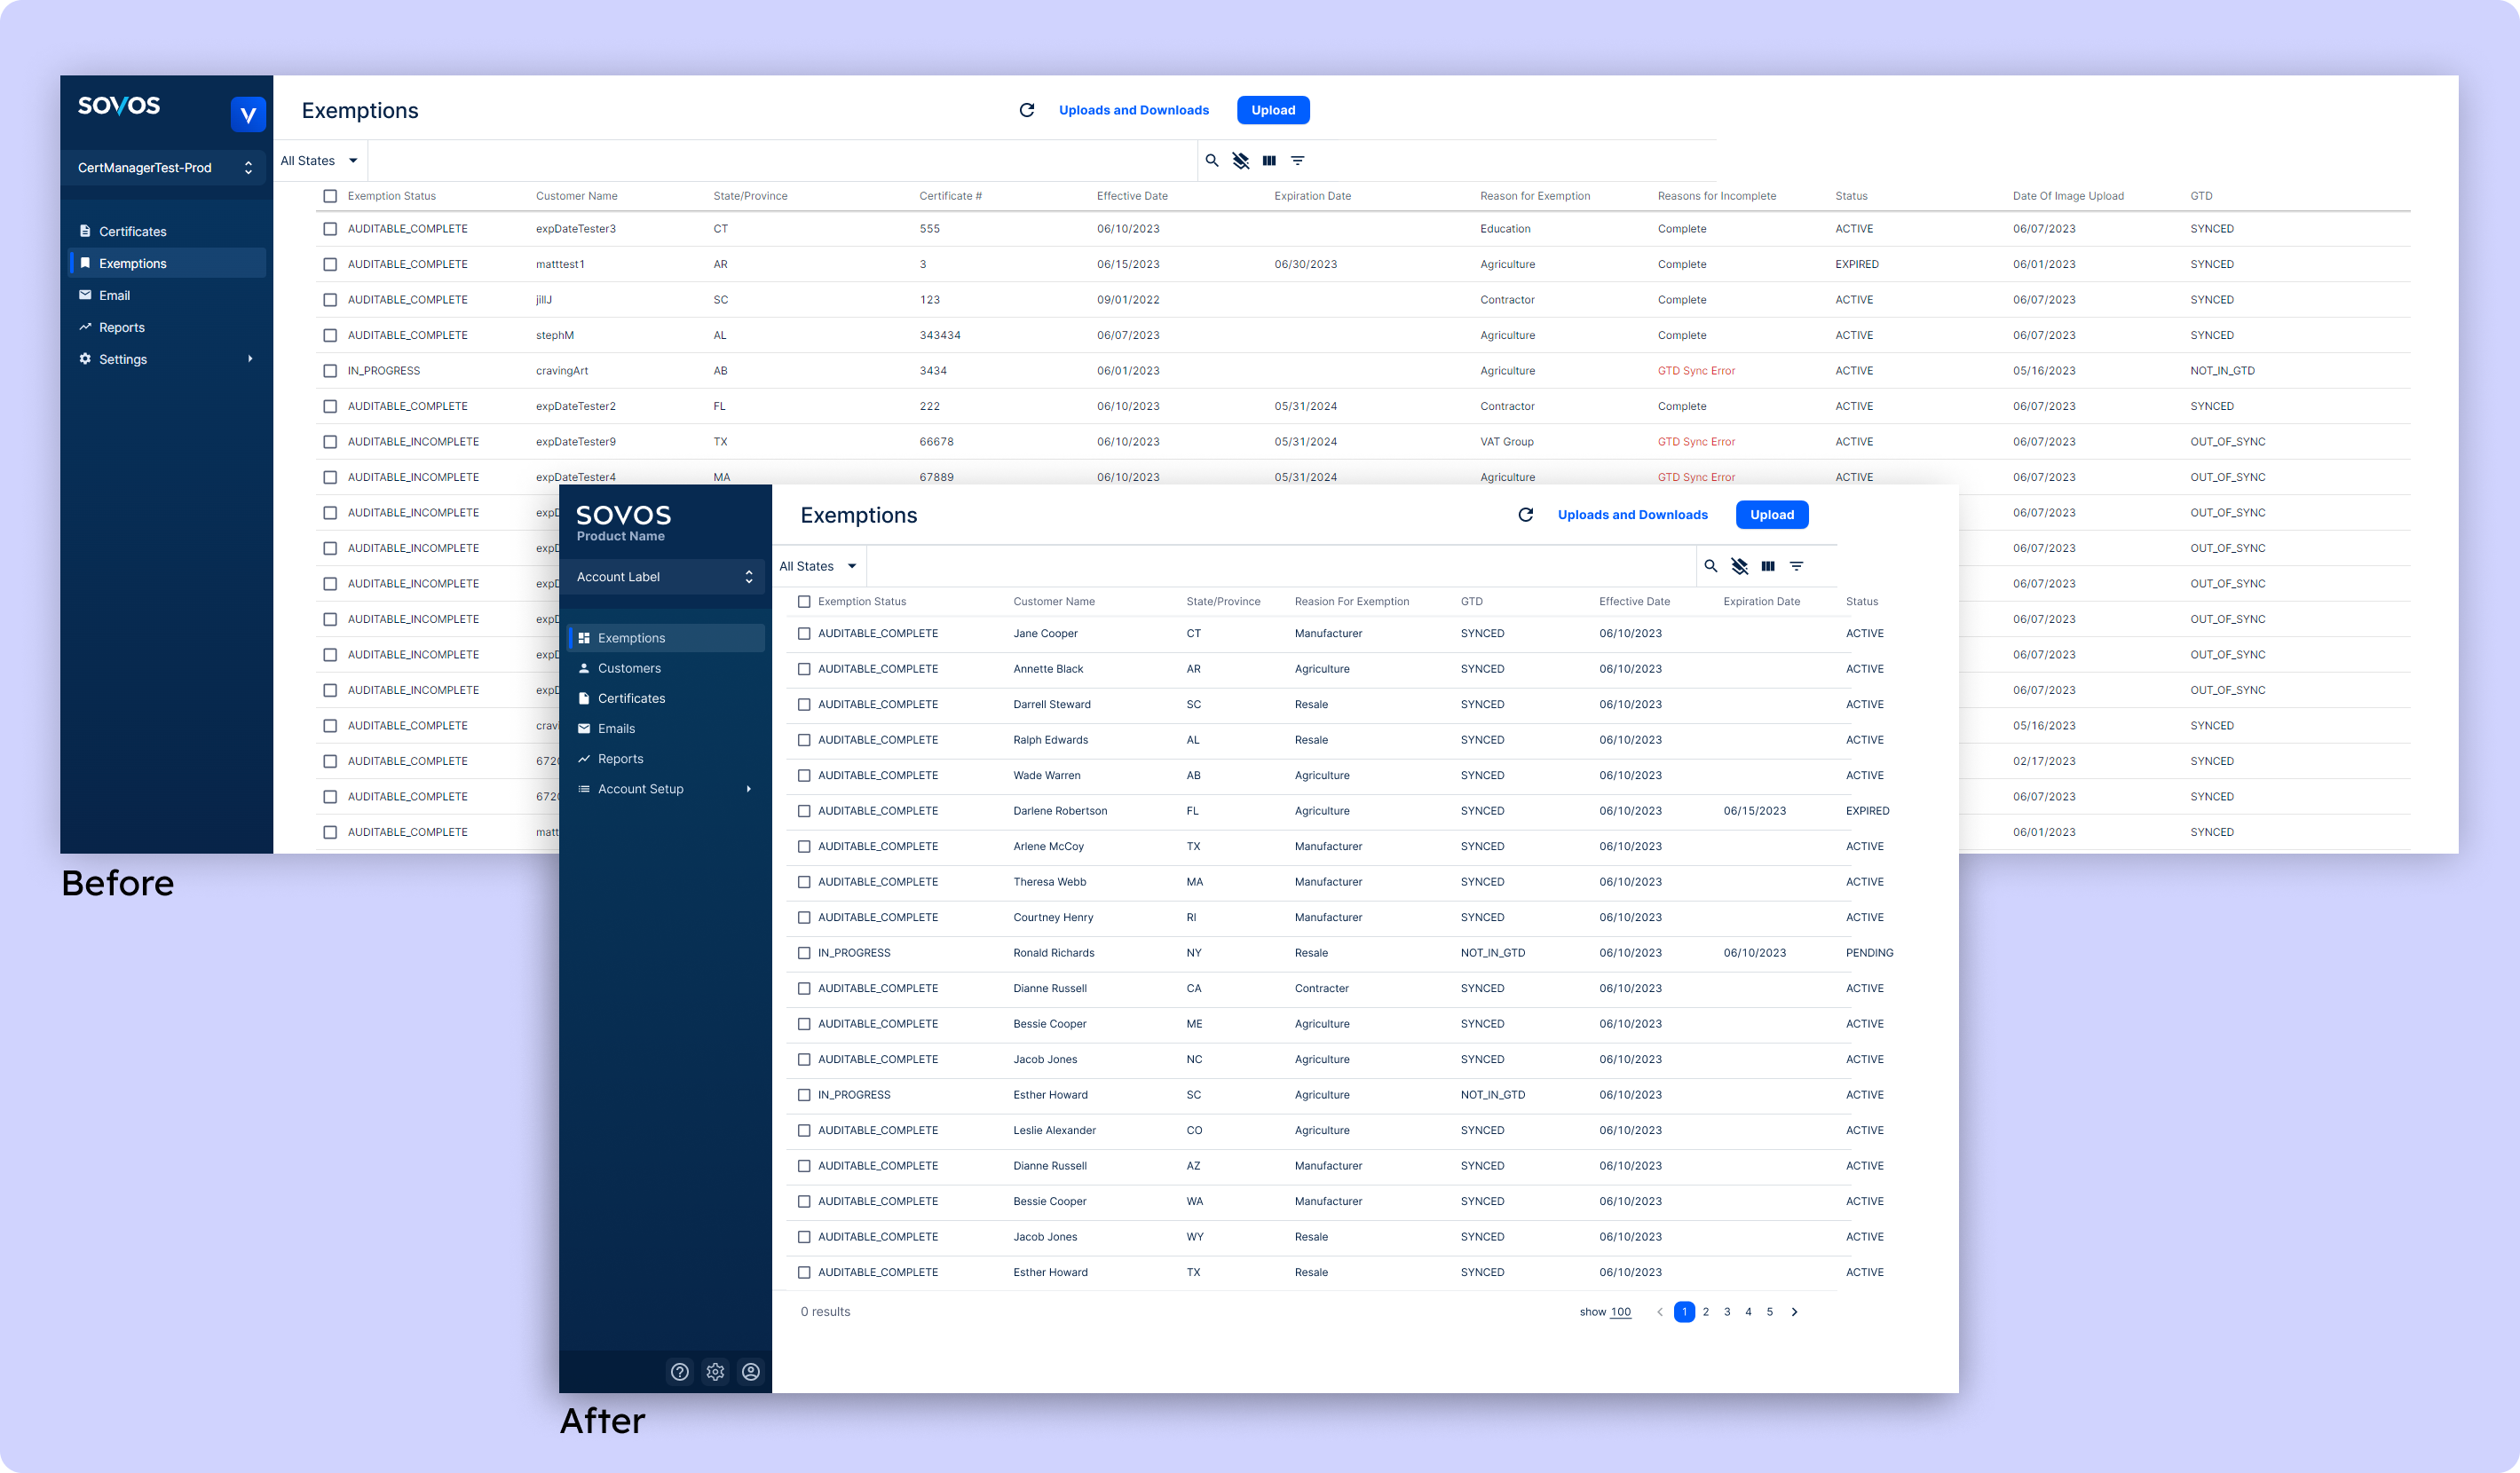 SOVOS
V
CertManagerTest-Prod
Certificates
Exemptions
Email
Reports
Settings
Exemptions
Uploads and Downloads
Upload
All States
Exemption Status Customer Name State/Province Certificate # Effective Date Expiration Date Reason for Exemption Reasons for Incomplete Status Date Of Image Upload GTD
AUDITABLE_COMPLETE expDateTester3 CT 555 06/10/2023 Education Complete ACTIVE 06/07/2023 SYNCED
AUDITABLE_COMPLETE matttest1 AR 3 06/15/2023 06/30/2023 Agriculture Complete EXPIRED 06/01/2023 SYNCED
AUDITABLE_COMPLETE jillJ SC 123 09/01/2022 Contractor Complete ACTIVE 06/07/2023 SYNCED
AUDITABLE_COMPLETE stephM AL 343434 06/07/2023 Agriculture Complete ACTIVE 06/07/2023 SYNCED
IN_PROGRESS cravingArt AB 3434 06/01/2023 Agriculture GTD Sync Error ACTIVE 05/16/2023 NOT_IN_GTD
AUDITABLE_COMPLETE expDateTester2 FL 222 06/10/2023 05/31/2024 Contractor Complete ACTIVE 06/07/2023 SYNCED
AUDITABLE_INCOMPLETE expDateTester9 TX 66678 06/10/2023 05/31/2024 VAT Group GTD Sync Error ACTIVE 06/07/2023 OUT_OF_SYNC
AUDITABLE_INCOMPLETE expDateTester4 MA 67889 06/10/2023 05/31/2024 Agriculture GTD Sync Error ACTIVE 06/07/2023 OUT_OF_SYNC
AUDITABLE_INCOMPLETE 06/07/2023 OUT_OF_SYNC
AUDITABLE_INCOMPLETE 06/07/2023 OUT_OF_SYNC
AUDITABLE_INCOMPLETE 06/07/2023 OUT_OF_SYNC
AUDITABLE_INCOMPLETE 06/07/2023 OUT_OF_SYNC
AUDITABLE_INCOMPLETE 06/07/2023 OUT_OF_SYNC
AUDITABLE_INCOMPLETE 06/07/2023 OUT_OF_SYNC
AUDITABLE_COMPLETE 05/16/2023 SYNCED
AUDITABLE_COMPLETE 02/17/2023 SYNCED
AUDITABLE_COMPLETE 06/07/2023 SYNCED
AUDITABLE_COMPLETE 06/01/2023 SYNCED
Before
SOVOS
Product Name
Account Label
Exemptions
Customers
Certificates
Emails
Reports
Account Setup
Exemptions
Uploads and Downloads
Upload
All States
Exemption Status Customer Name State/Province Reasion For Exemption GTD Effective Date Expiration Date Status
AUDITABLE_COMPLETE Jane Cooper CT Manufacturer SYNCED 06/10/2023 ACTIVE
AUDITABLE_COMPLETE Annette Black AR Agriculture SYNCED 06/10/2023 ACTIVE
AUDITABLE_COMPLETE Darrell Steward SC Resale SYNCED 06/10/2023 ACTIVE
AUDITABLE_COMPLETE Ralph Edwards AL Resale SYNCED 06/10/2023 ACTIVE
AUDITABLE_COMPLETE Wade Warren AB Agriculture SYNCED 06/10/2023 ACTIVE
AUDITABLE_COMPLETE Darlene Robertson FL Agriculture SYNCED 06/10/2023 06/15/2023 EXPIRED
AUDITABLE_COMPLETE Arlene McCoy TX Manufacturer SYNCED 06/10/2023 ACTIVE
AUDITABLE_COMPLETE Theresa Webb MA Manufacturer SYNCED 06/10/2023 ACTIVE
AUDITABLE_COMPLETE Courtney Henry RI Manufacturer SYNCED 06/10/2023 ACTIVE
IN_PROGRESS Ronald Richards NY Resale NOT_IN_GTD 06/10/2023 06/10/2023 PENDING
AUDITABLE_COMPLETE Dianne Russell CA Contracter SYNCED 06/10/2023 ACTIVE
AUDITABLE_COMPLETE Bessie Cooper ME Agriculture SYNCED 06/10/2023 ACTIVE
AUDITABLE_COMPLETE Jacob Jones NC Agriculture SYNCED 06/10/2023 ACTIVE
IN_PROGRESS Esther Howard SC Agriculture NOT_IN_GTD 06/10/2023 ACTIVE
AUDITABLE_COMPLETE Leslie Alexander CO Agriculture SYNCED 06/10/2023 ACTIVE
AUDITABLE_COMPLETE Dianne Russell AZ Manufacturer SYNCED 06/10/2023 ACTIVE
AUDITABLE_COMPLETE Bessie Cooper WA Manufacturer SYNCED 06/10/2023 ACTIVE
AUDITABLE_COMPLETE Jacob Jones WY Resale SYNCED 06/10/2023 ACTIVE
AUDITABLE_COMPLETE Esther Howard TX Resale SYNCED 06/10/2023 ACTIVE
0 results show 100 1 2 3 4 5
After